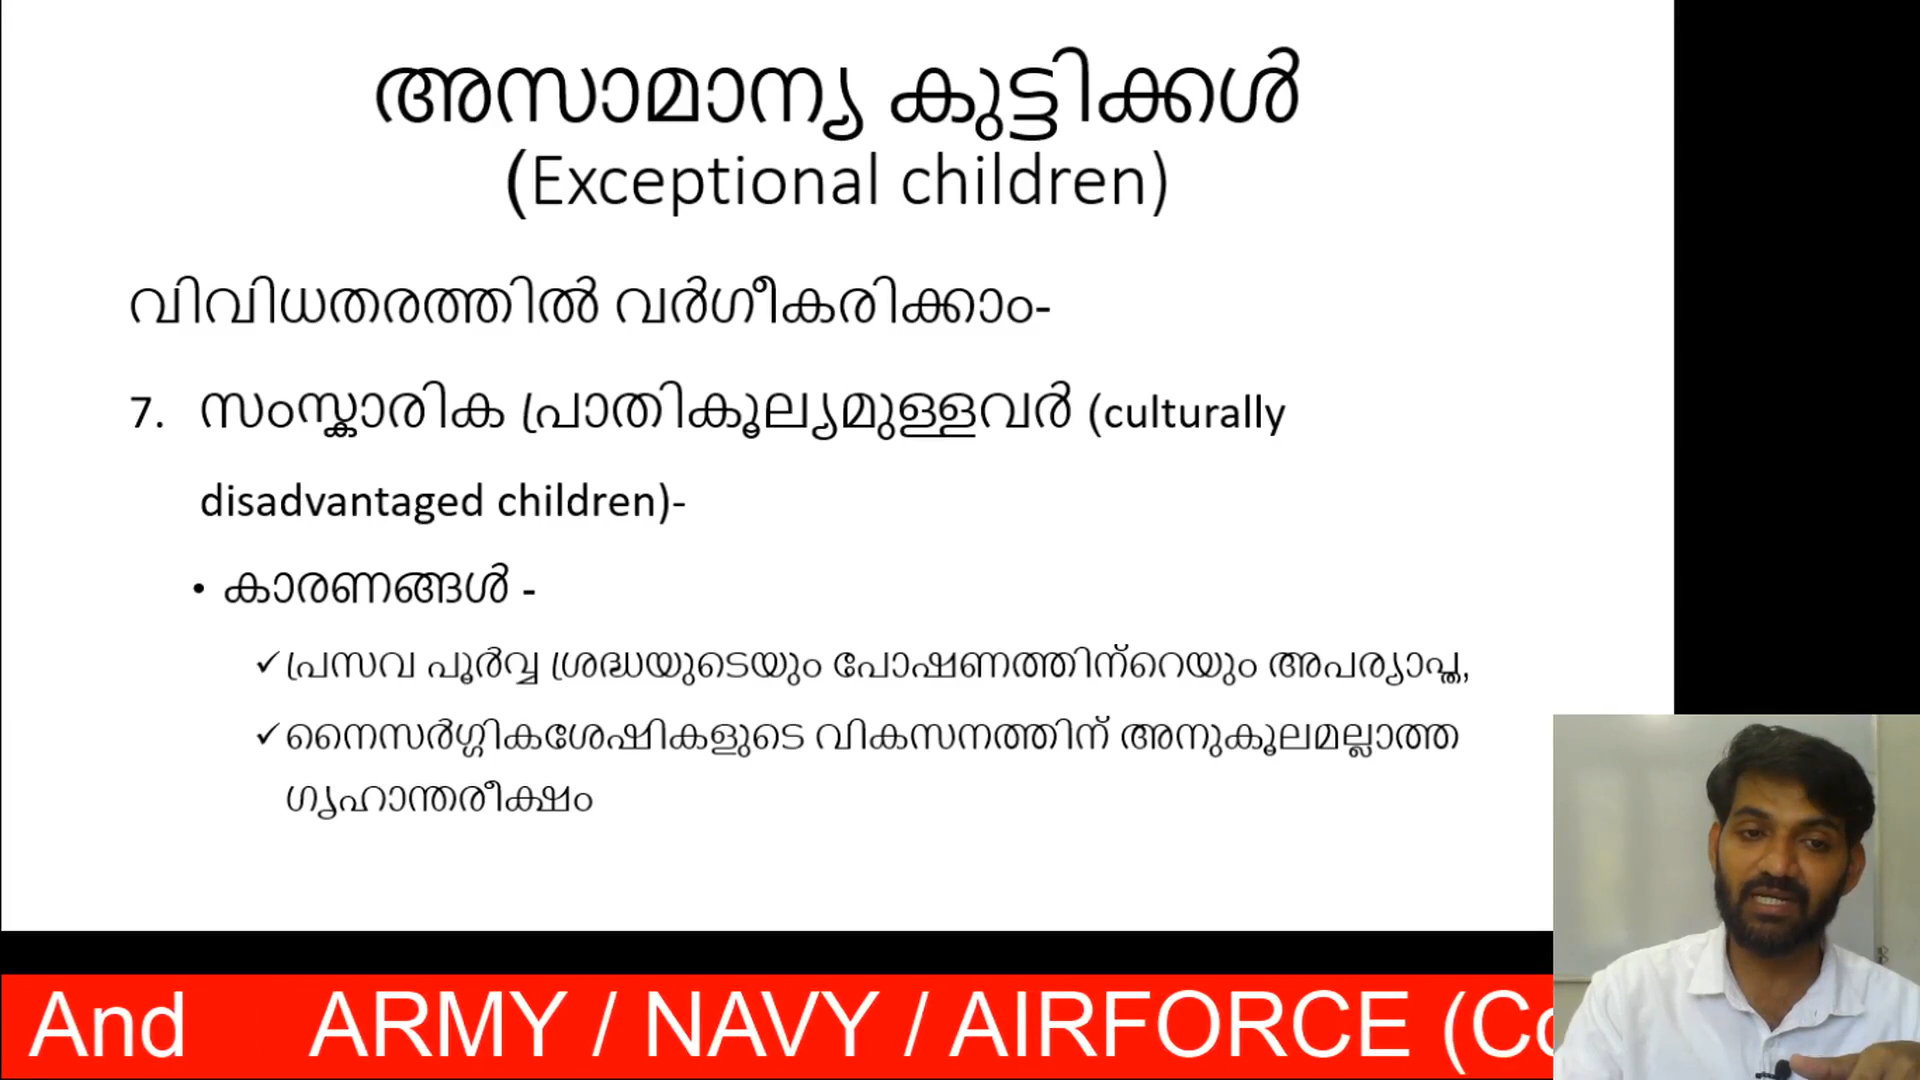 അസാമാന്യ കുട്ടിക്കൾ
(Exceptional children)
വിവിധതരത്തിൽ വർഗീകരിക്കാം-
7. സംസ്കാരിക പ്രാതികൂല്യമുള്ളവർ (culturally
disadvantaged children)-
• കാരണങ്ങൾ -
✓പ്രസവ പൂർവ്വ ശ്രദ്ധയുടെയും പോഷണത്തിന്റെയും അപര്യാപ്ത,
✓നൈസർഗ്ഗികശേഷികളുടെ വികസനത്തിന് അനുകൂലമല്ലാത്ത
ഗൃഹാന്തരീക്ഷം
And ARMY / NAVY / AIRFORCE (Co